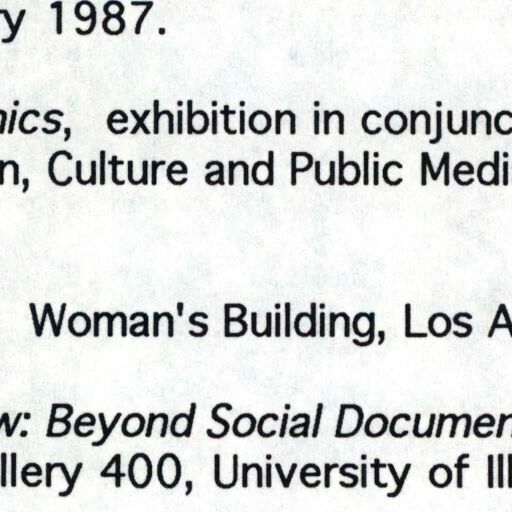 y 1987.
ics, exhibition in conjunc
n, Culture and Public Medi
Woman's Building, Los A
w: Beyond Social Documen
llery 400, University of Ill